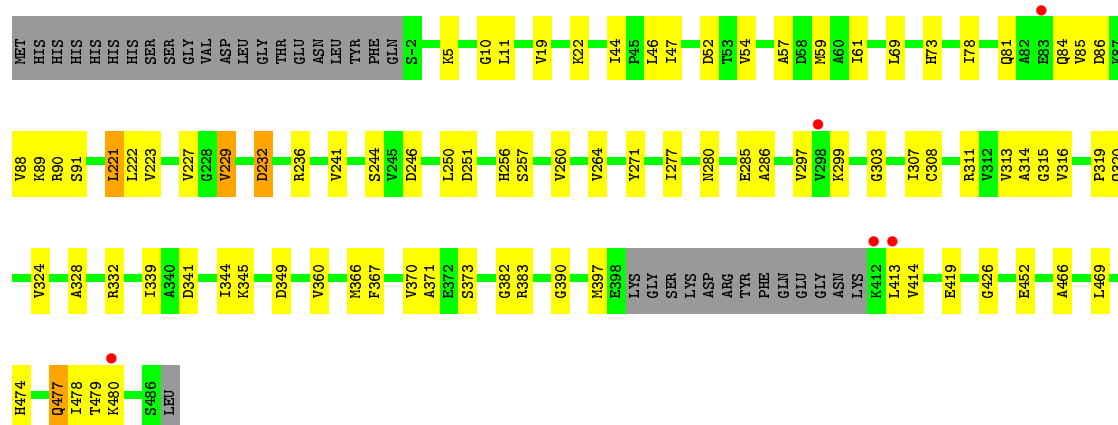 MET HIS HIS HIS HIS HIS HIS SER SER GLY VAL ASP LEU GLY THR GLU ASN LEU TYR PHE GLN S-2 K5 G10 L11 V19 K22 I44 P45 L46 I47 D52 T53 V54 A57 D58 M59 A60 I61 L69 H73 I78 Q81 A82 E83 Q84 V85 D86 K87
V88 K89 R90 S91 L221 L222 V223 V227 G228 V229 D232 R236 V241 S244 V245 D246 L250 D251 H256 S257 V260 V264 Y271 I277 N280 E285 A286 V297 V298 K299 G303 I307 C308 R311 V312 V313 A314 G315 V316 P319 Q320
V324 A328 R332 I339 A340 D341 I344 K345 D349 V360 M366 F367 V370 A371 E372 S373 G382 R383 G390 M397 E398 LYS GLY SER LYS ASP ARG TYR PHE GLN GLU GLY ASN LYS K412 L413 V414 E419 G426 E452 A466 L469
H474 Q477 I478 T479 K480 S486 LEU